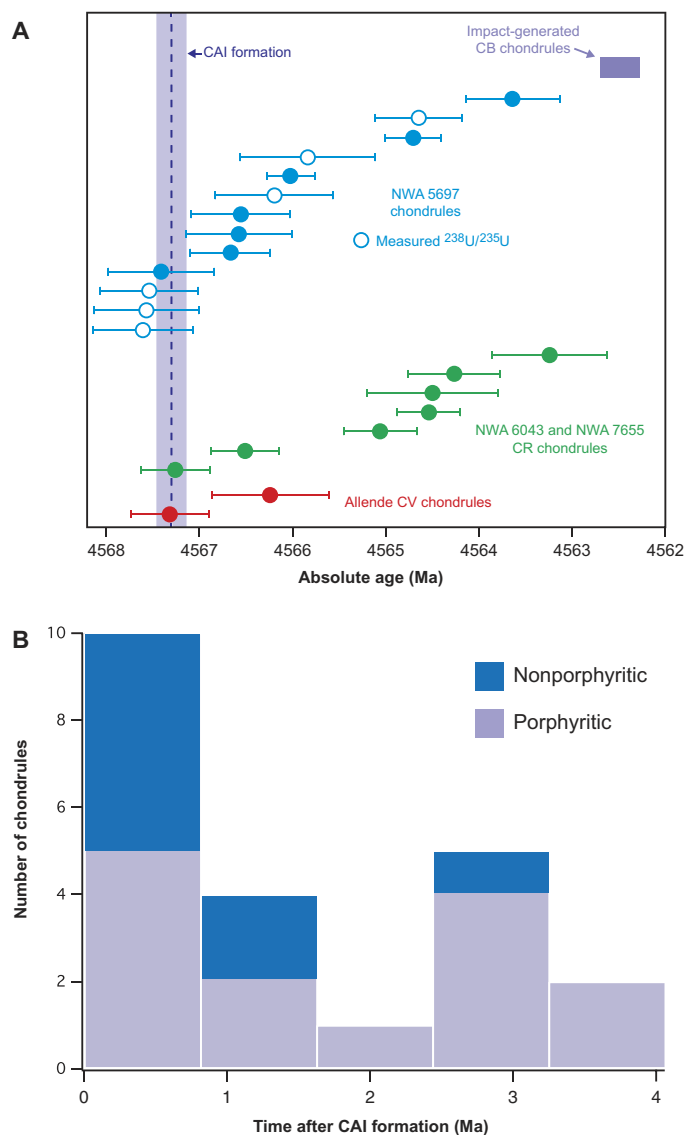 A
CAI formation
Impact-generated
CB chondrules
NWA 5697
chondrules
Measured ²³⁸U/²³⁵U
NWA 6043 and NWA 7655
CR chondrules
Allende CV chondrules
4568 4567 4566 4565 4564 4563 4562
Absolute age (Ma)
B
10
8
6
4
2
0
Number of chondrules
Nonporphyritic
Porphyritic
0 1 2 3 4
Time after CAI formation (Ma)